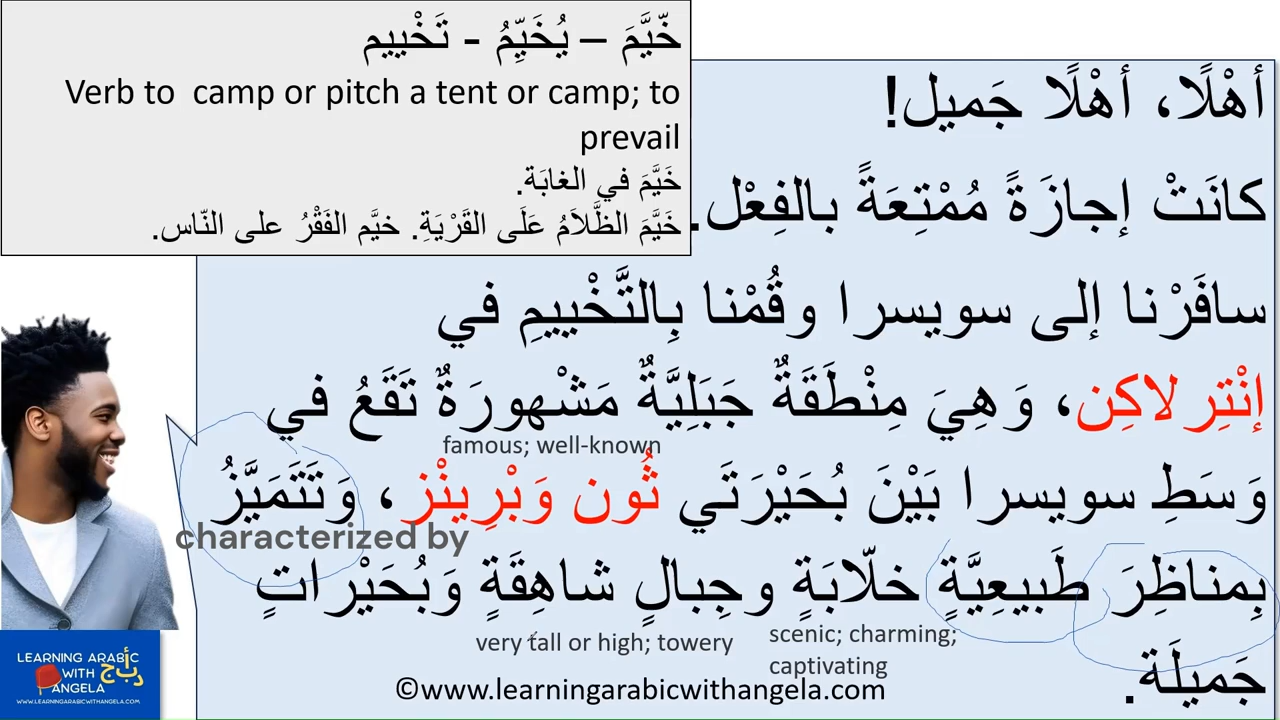 خّيَّمَ – يُخَيِّمُ - تَخْييم
Verb to camp or pitch a tent or camp; to
prevail
خَيَّمَ في الغابَة.
خَيَّمَ الظَّلَامُ عَلَى القَرْيَةِ. خيَّم الفَقْرُ على النّاس.
أهْلًا، أهْلًا جَميل!
كانَتْ إجازَةً مُمْتِعَةً بالفِعْل.
سافَرْنا إلى سويسرا وقُمْنا بِالتَّخْييمِ في
إنْتِرلاكِن، وَهِيَ مِنْطَقَةٌ جَبَلِيَّةٌ مَشْهورَةٌ تَقَعُ في
famous; well-known
وَسَطِ سويسرا بَيْنَ بُحَيْرَتَي ثُون وَبْرِينْز، وَتَتَمَيَّزُ
characterized by
بِمناظِرَ طَبيعِيَّةٍ خلّابَةٍ وجِبالٍ شاهِقَةٍ وَبُحَيْراتٍ
very tall or high; towery
scenic; charming;
captivating
جَميلَة.
LEARNING ARABIC
WITH أبجد
ANGELA
WWW.LEARNINGARABICWITHANGELA.COM
©www.learningarabicwithangela.com